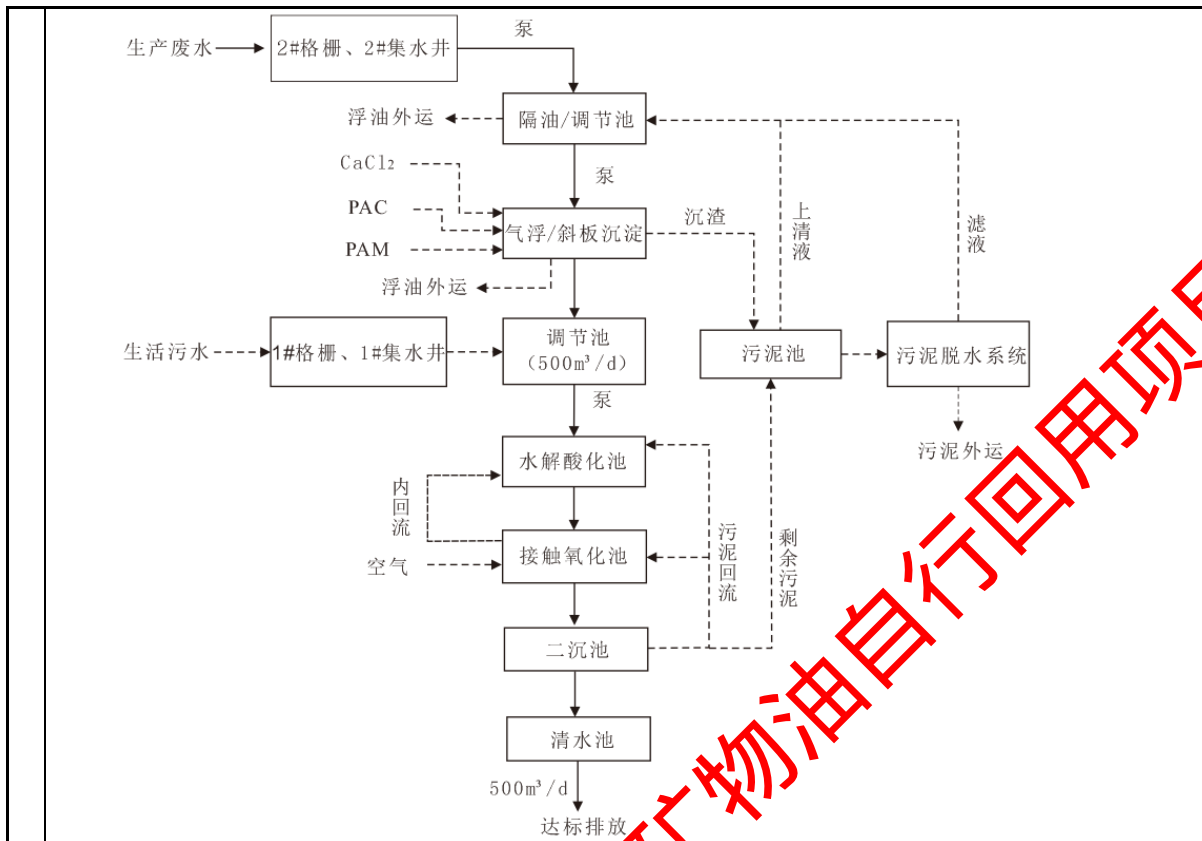 泵
生产废水
2#格栅、2#集水井
浮油外运
隔油/调节池
CaCl₂
泵
PAC
气浮/斜板沉淀
沉渣
上清液
滤液
PAM
浮油外运
生活污水
1#格栅、1#集水井
调节池
（500m³/d）
污泥池
污泥脱水系统
泵
水解酸化池
污泥外运
内回流
接触氧化池
空气
污泥回流
剩余污泥
二沉池
清水池
500m³/d
达标排放
矿物油自行回用项目